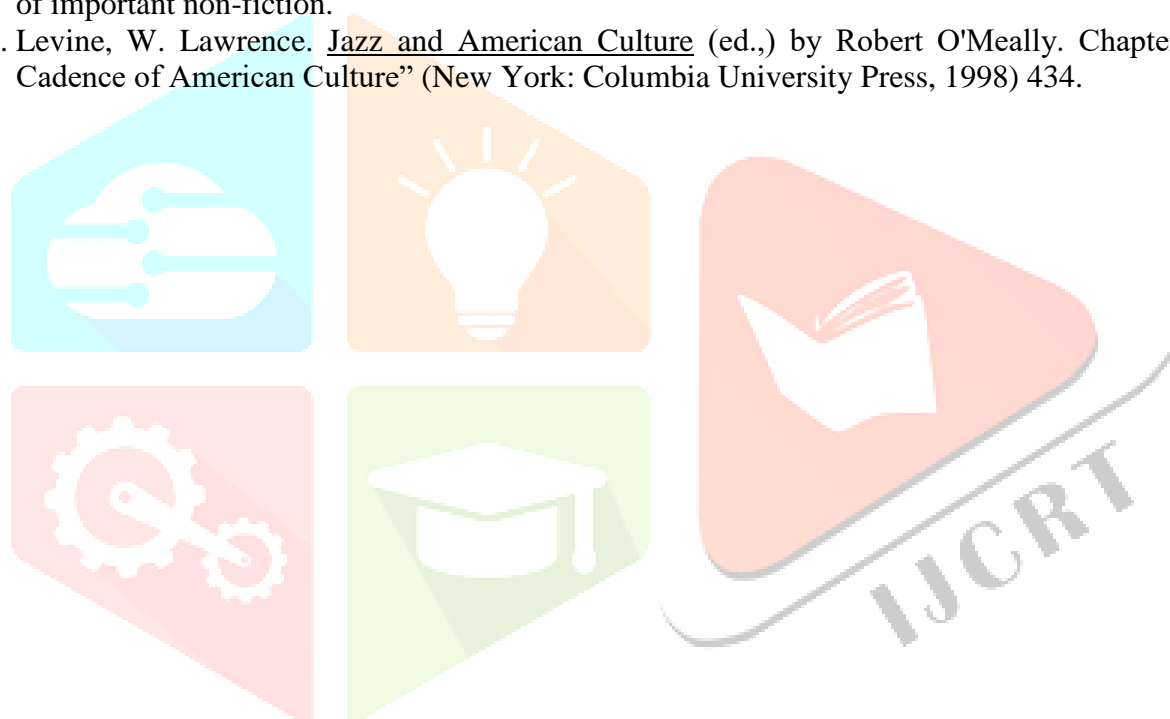 of important non-fiction.
. Levine, W. Lawrence. Jazz and American Culture (ed.,) by Robert O'Meally. Chapte
Cadence of American Culture” (New York: Columbia University Press, 1998) 434.
IJCRT